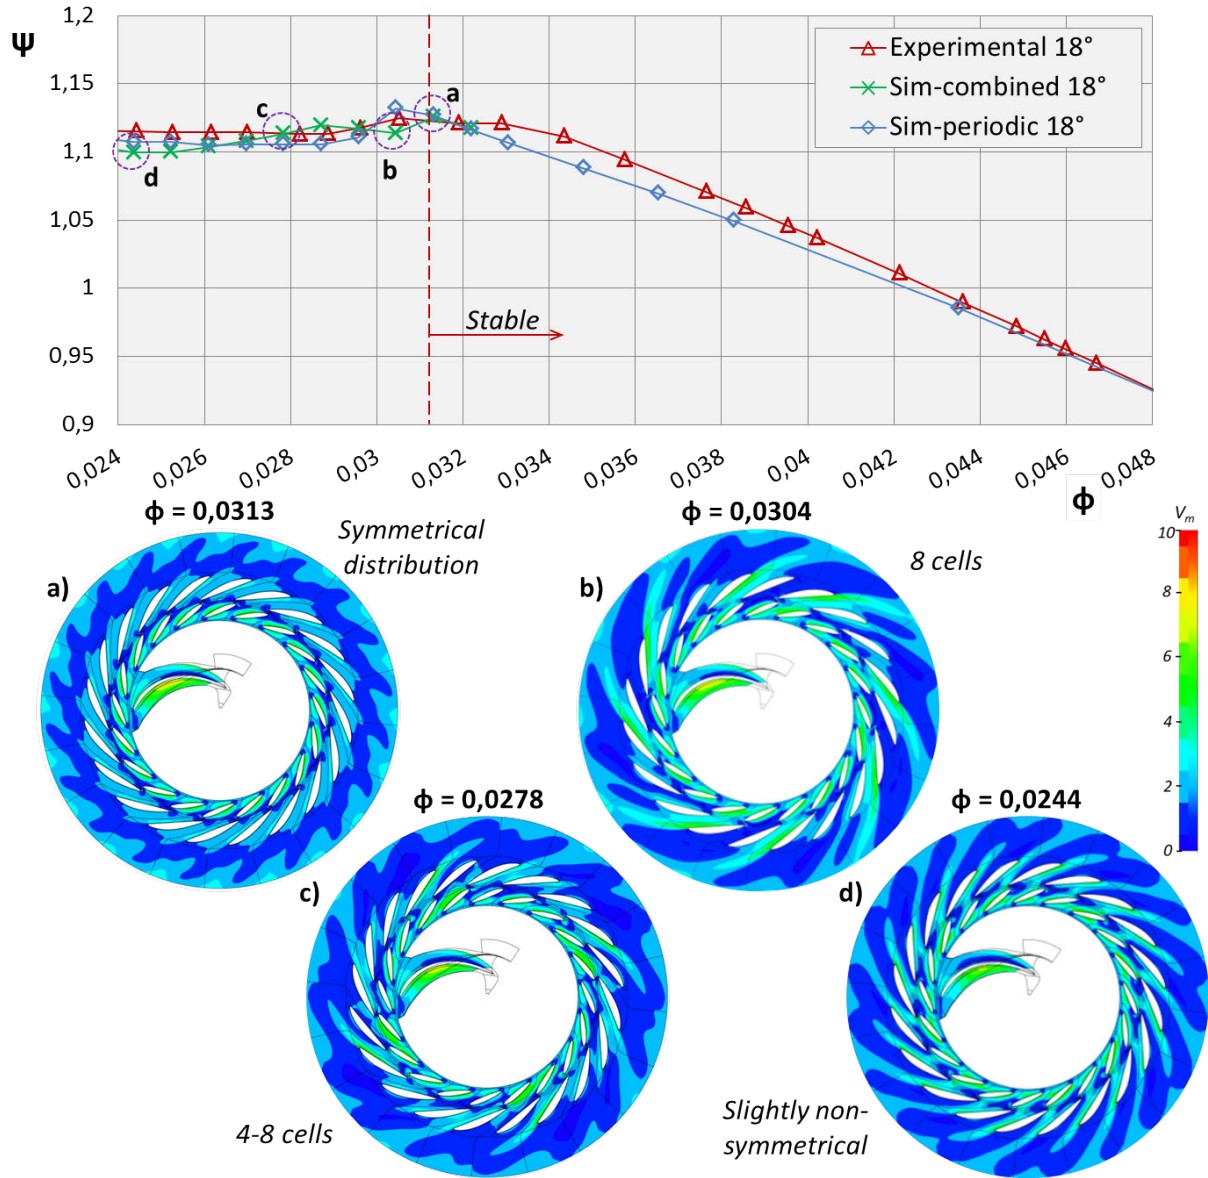 1,2
Ψ
1,15
1,1
1,05
1
0,95
0,9
Experimental 18°
Sim-combined 18°
Sim-periodic 18°
a
c
b
d
Stable
0,024
0,026
0,028
0,03
0,032
0,034
0,036
0,038
0,04
0,042
0,044
0,046
0,048
ϕ
ϕ = 0,0313
Symmetrical
distribution
a)
ϕ = 0,0304
8 cells
b)
Vm
10
8
6
4
2
0
ϕ = 0,0278
c)
4-8 cells
ϕ = 0,0244
d)
Slightly non-
symmetrical